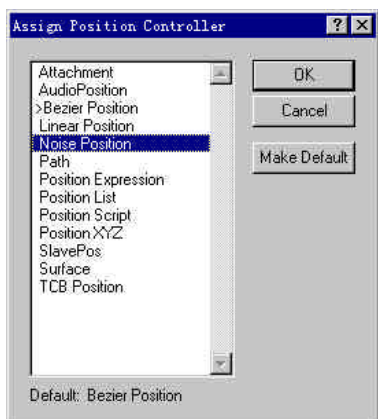 Assign Position Controller
Attachment
AudioPosition
>Bezier Position
Linear Position
Noise Position
Path
Position Expression
Position List
Position Script
Position XYZ
SlavePos
Surface
TCB Position
OK
Cancel
Make Default
Default: Bezier Position